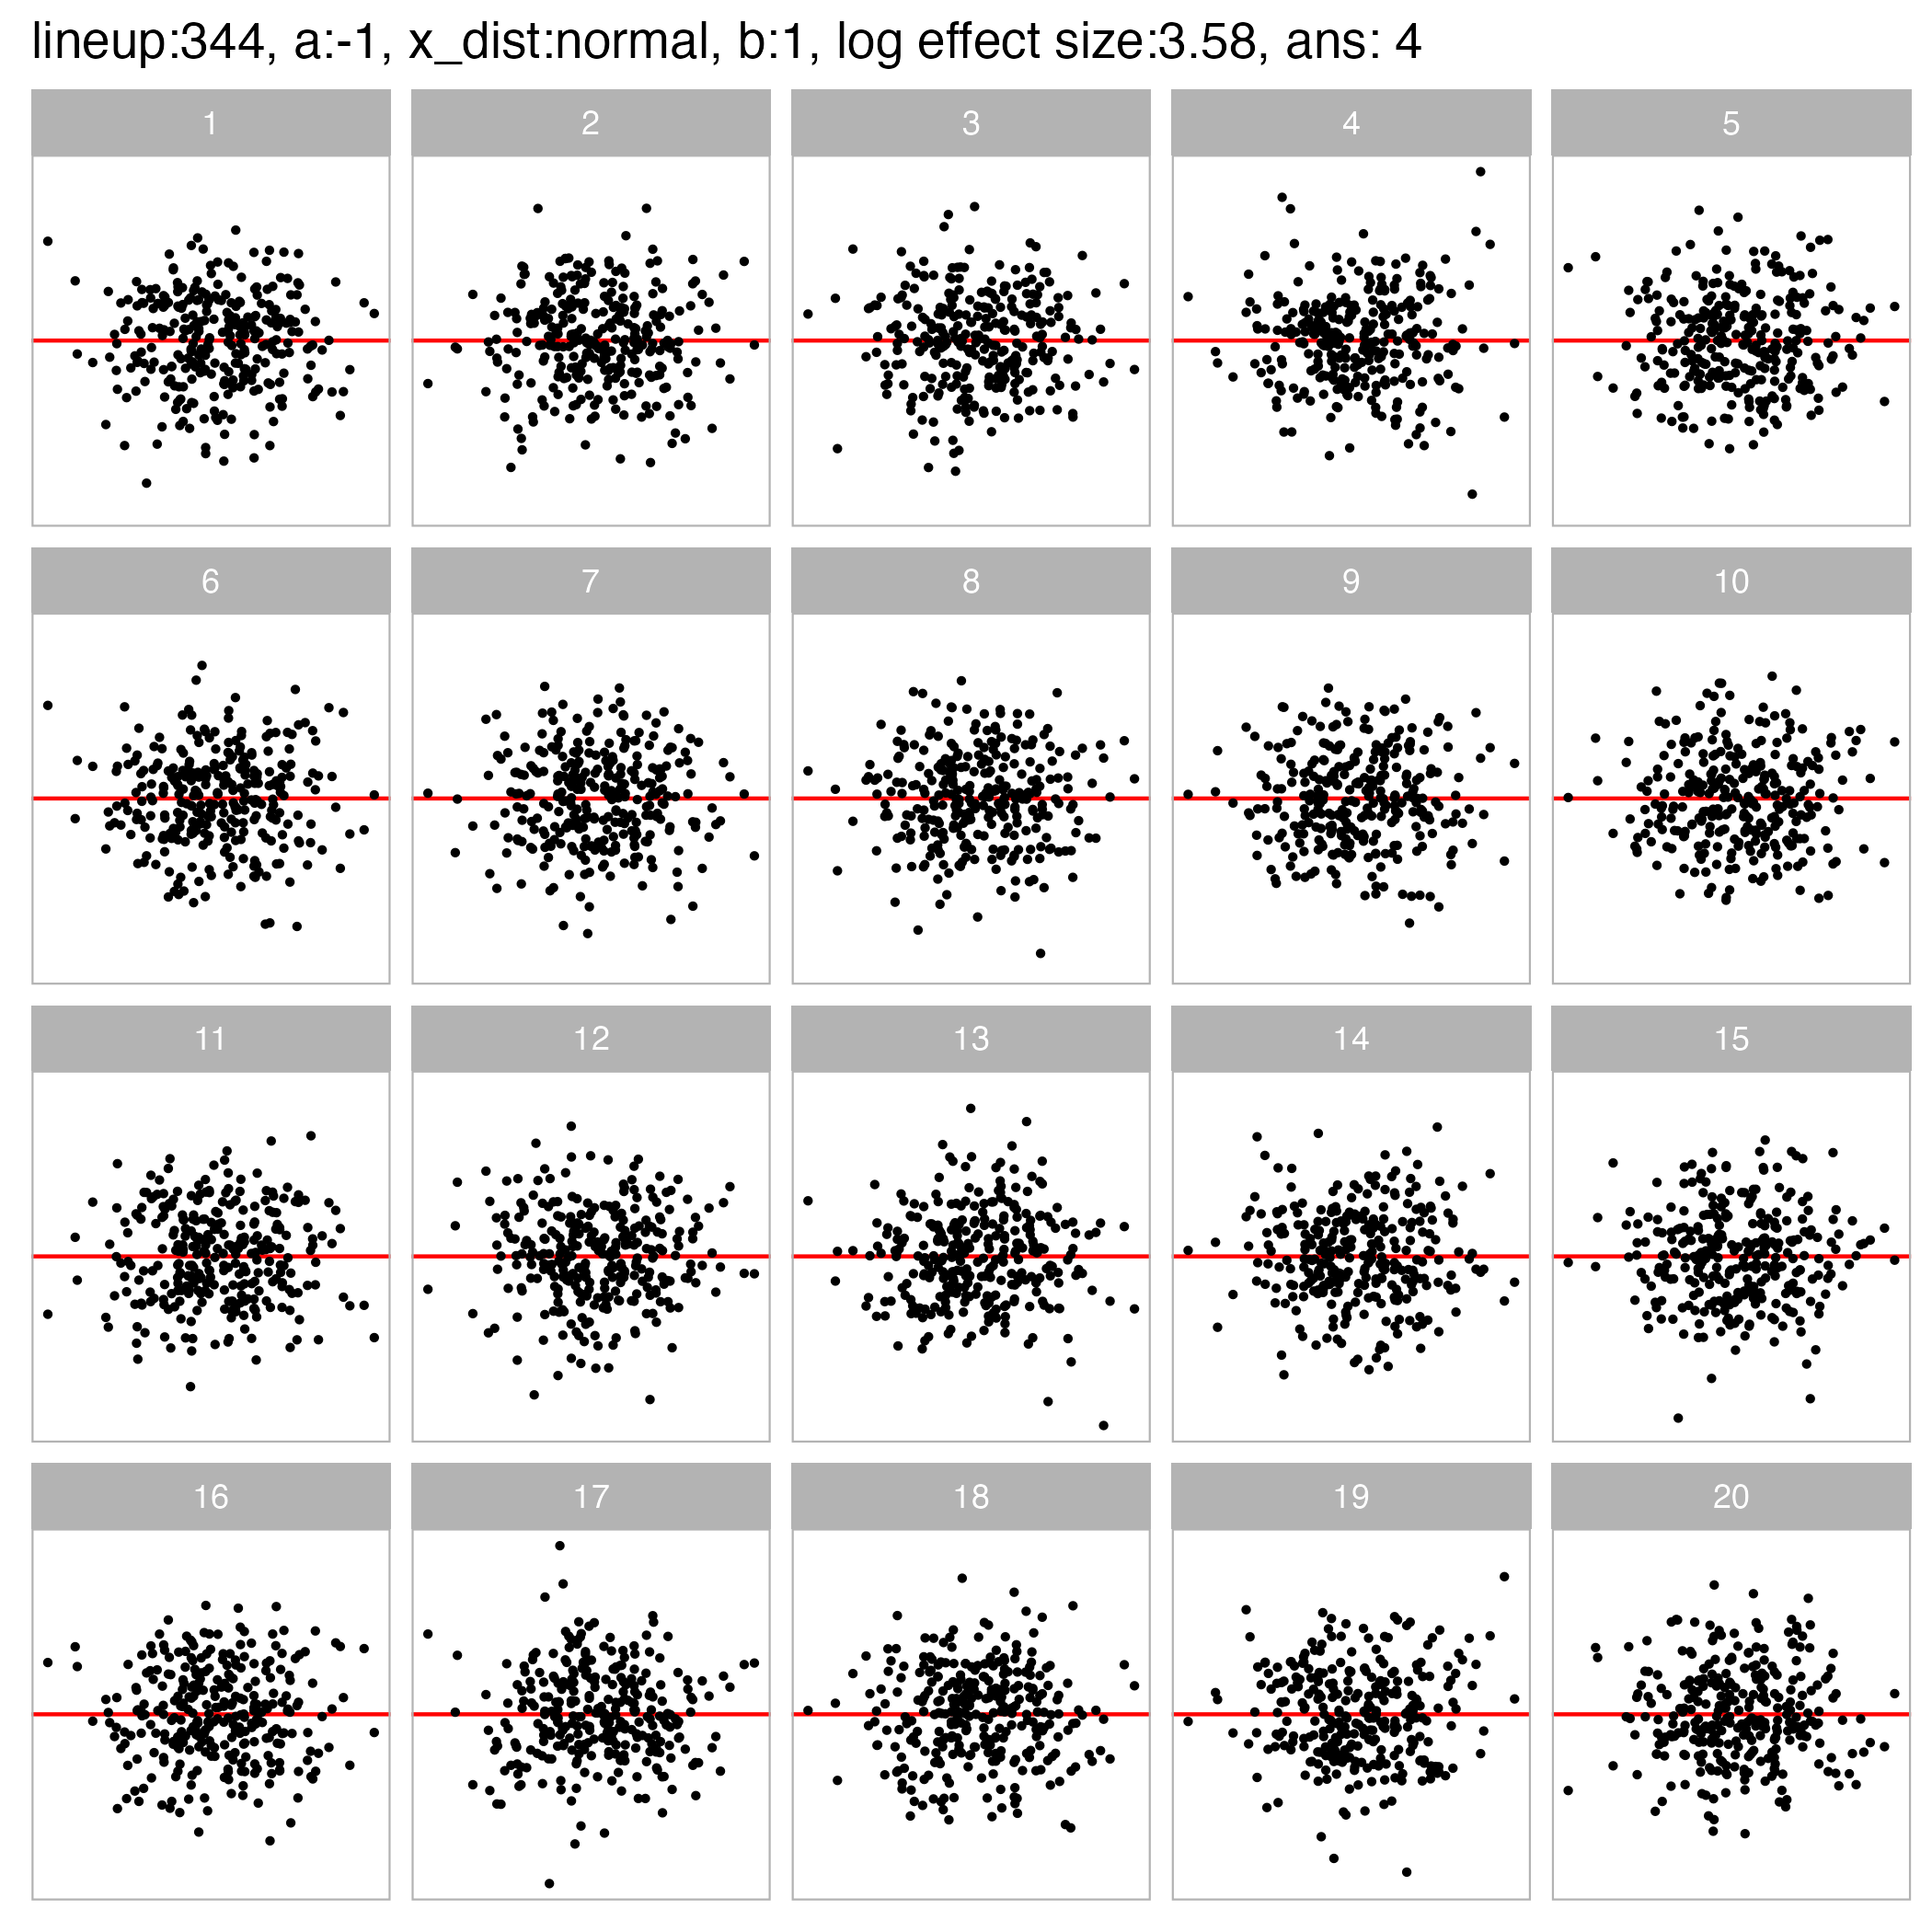 lineup:344, a:-1, x_dist:normal, b:1, log effect size:3.58, ans: 4
1 2 3 4 5
6 7 8 9 10
11 12 13 14 15
16 17 18 19 20